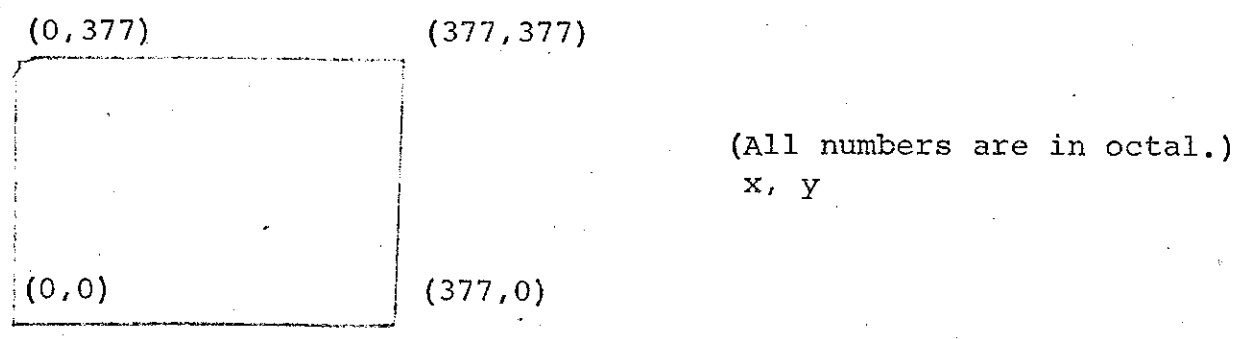 (0,377) (377,377)
(All numbers are in octal.)
x, y
(0,0) (377,0)